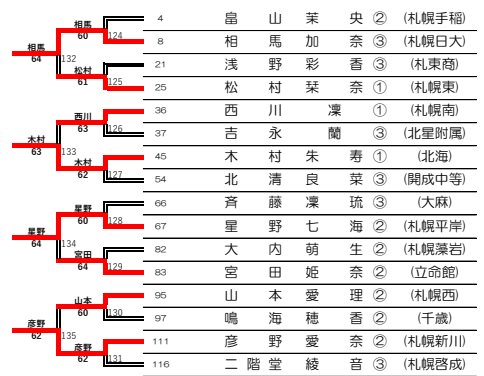 4 畠山茉央② (札幌手稲)
相馬
60 124
8 相馬加奈③ (札幌日大)
相馬
64 132
21 浅野彩香③ (札東商)
松村
61 125
25 松村栞奈① (札幌東)
36 西川凜① (札幌南)
西川
63 126
37 吉永蘭③ (北星附属)
木村
63 133
45 木村朱寿① (北海)
木村
62 127
54 北清良菜③ (開成中等)
66 斉藤凜琉③ (大麻)
星野
60 128
67 星野七海② (札幌平岸)
星野
64 134
82 大内萌生② (札幌藻岩)
宮田
64 129
83 宮田姫奈② (立命館)
95 山本愛理② (札幌西)
山本
60 130
97 鳴海穂香② (千歳)
彦野
62 135
111 彦野愛奈② (札幌新川)
彦野
62 131
116 二階堂綾音③ (札幌啓成)